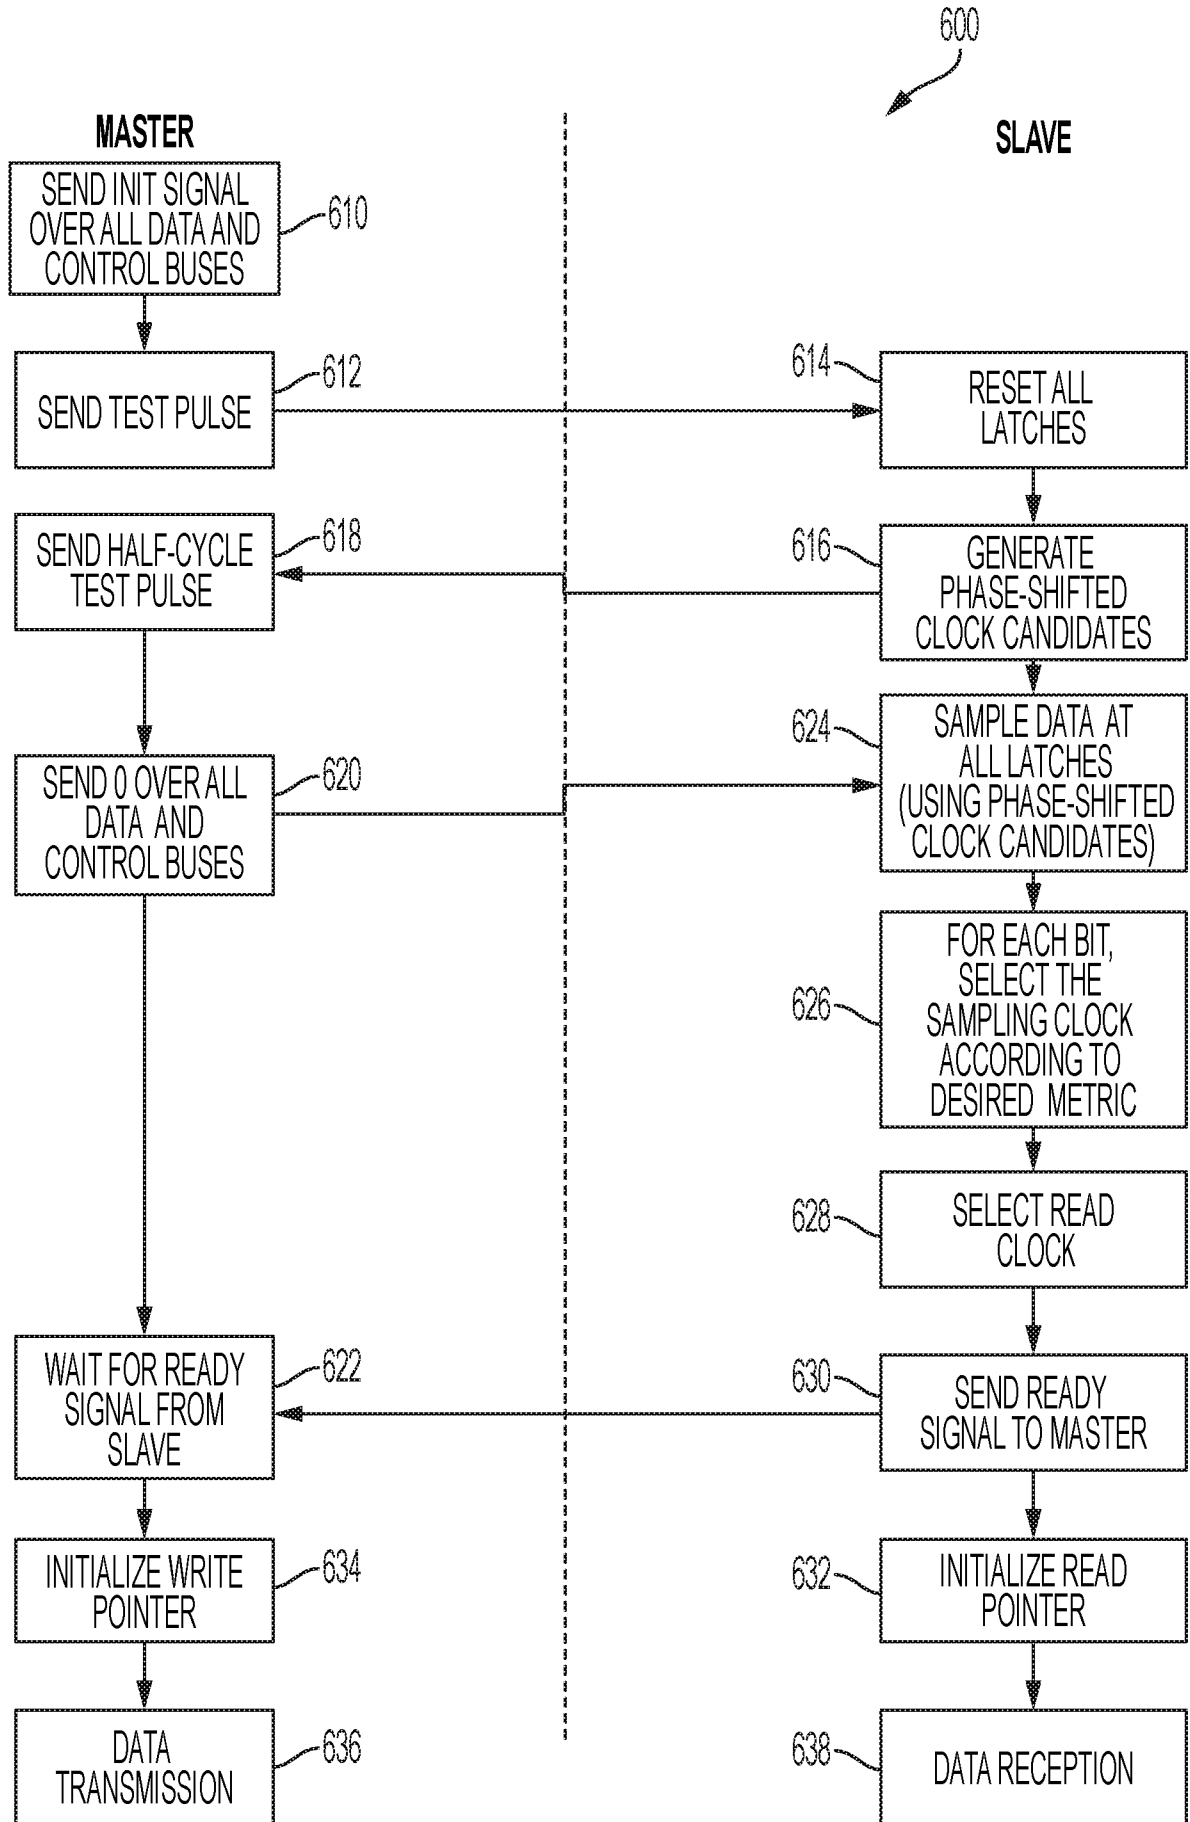 600
MASTER
SLAVE
SEND INIT SIGNAL
OVER ALL DATA AND
CONTROL BUSES
610
SEND TEST PULSE
612
614
RESET ALL
LATCHES
SEND HALF-CYCLE
TEST PULSE
618
616
GENERATE
PHASE-SHIFTED
CLOCK CANDIDATES
SEND 0 OVER ALL
DATA AND
CONTROL BUSES
620
624
SAMPLE DATA AT
ALL LATCHES
(USING PHASE-SHIFTED
CLOCK CANDIDATES)
626
FOR EACH BIT,
SELECT THE
SAMPLING CLOCK
ACCORDING TO
DESIRED METRIC
628
SELECT READ
CLOCK
WAIT FOR READY
SIGNAL FROM
SLAVE
622
630
SEND READY
SIGNAL TO MASTER
INITIALIZE WRITE
POINTER
634
632
INITIALIZE READ
POINTER
DATA
TRANSMISSION
636
638
DATA RECEPTION